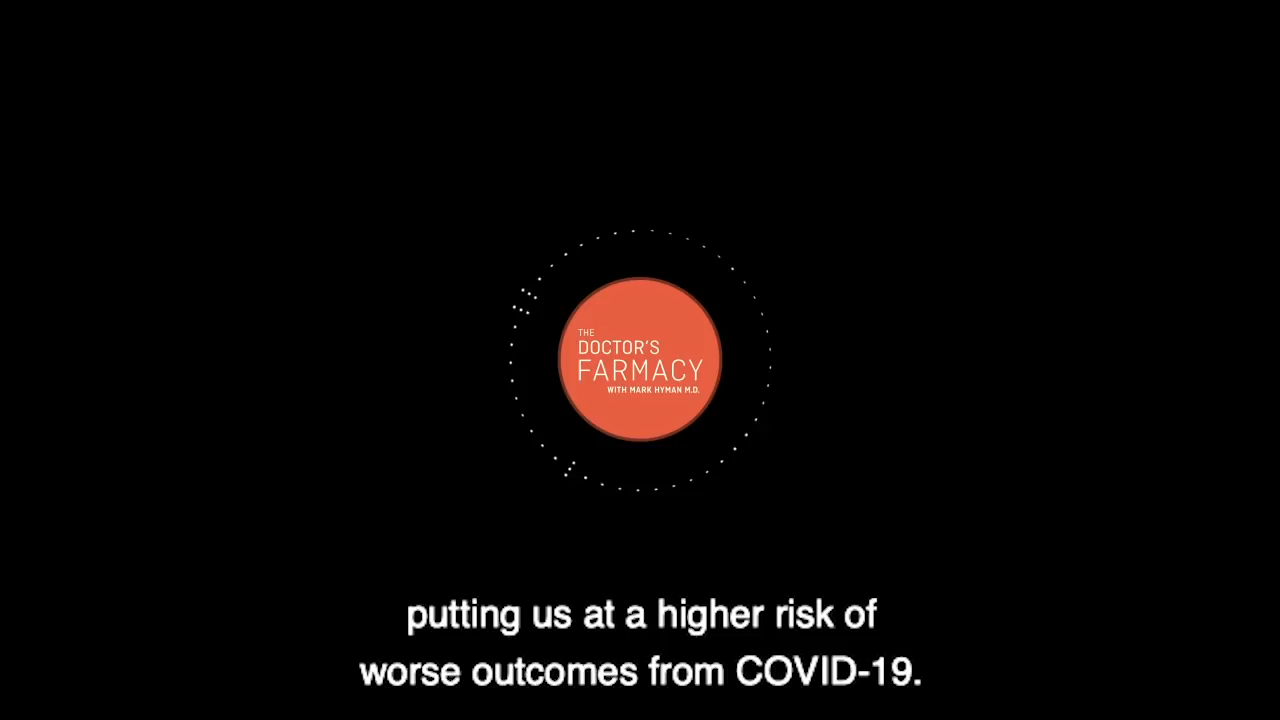 THE
DOCTOR'S
FARMACY
WITH MARK HYMAN M.D.
putting us at a higher risk of
worse outcomes from COVID-19.